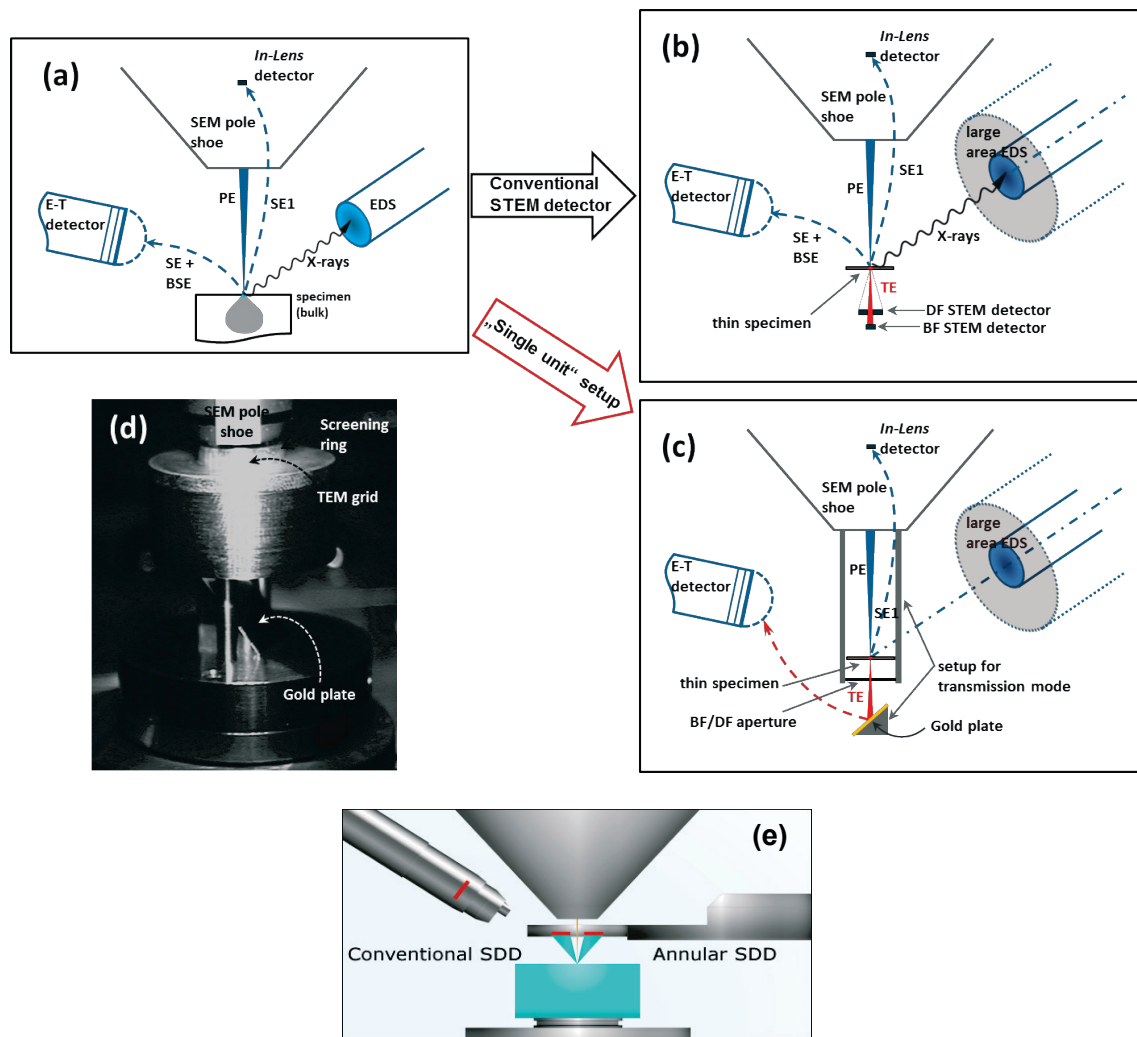 (a)
In-Lens
detector
SEM pole
shoe
E-T
detector
PE
SE1
EDS
SE +
BSE
X-rays
specimen
(bulk)
Conventional
STEM detector
„Single unit“ setup
(b)
In-Lens
detector
SEM pole
shoe
large
area EDS
E-T
detector
PE
SE1
SE +
BSE
X-rays
TE
thin specimen
DF STEM detector
BF STEM detector
(d)
SEM pole
shoe
Screening
ring
TEM grid
Gold plate
(c)
In-Lens
detector
SEM pole
shoe
large
area EDS
E-T
detector
PE
SE1
thin specimen
TE
BF/DF aperture
setup for
transmission mode
Gold plate
(e)
Conventional SDD
Annular SDD